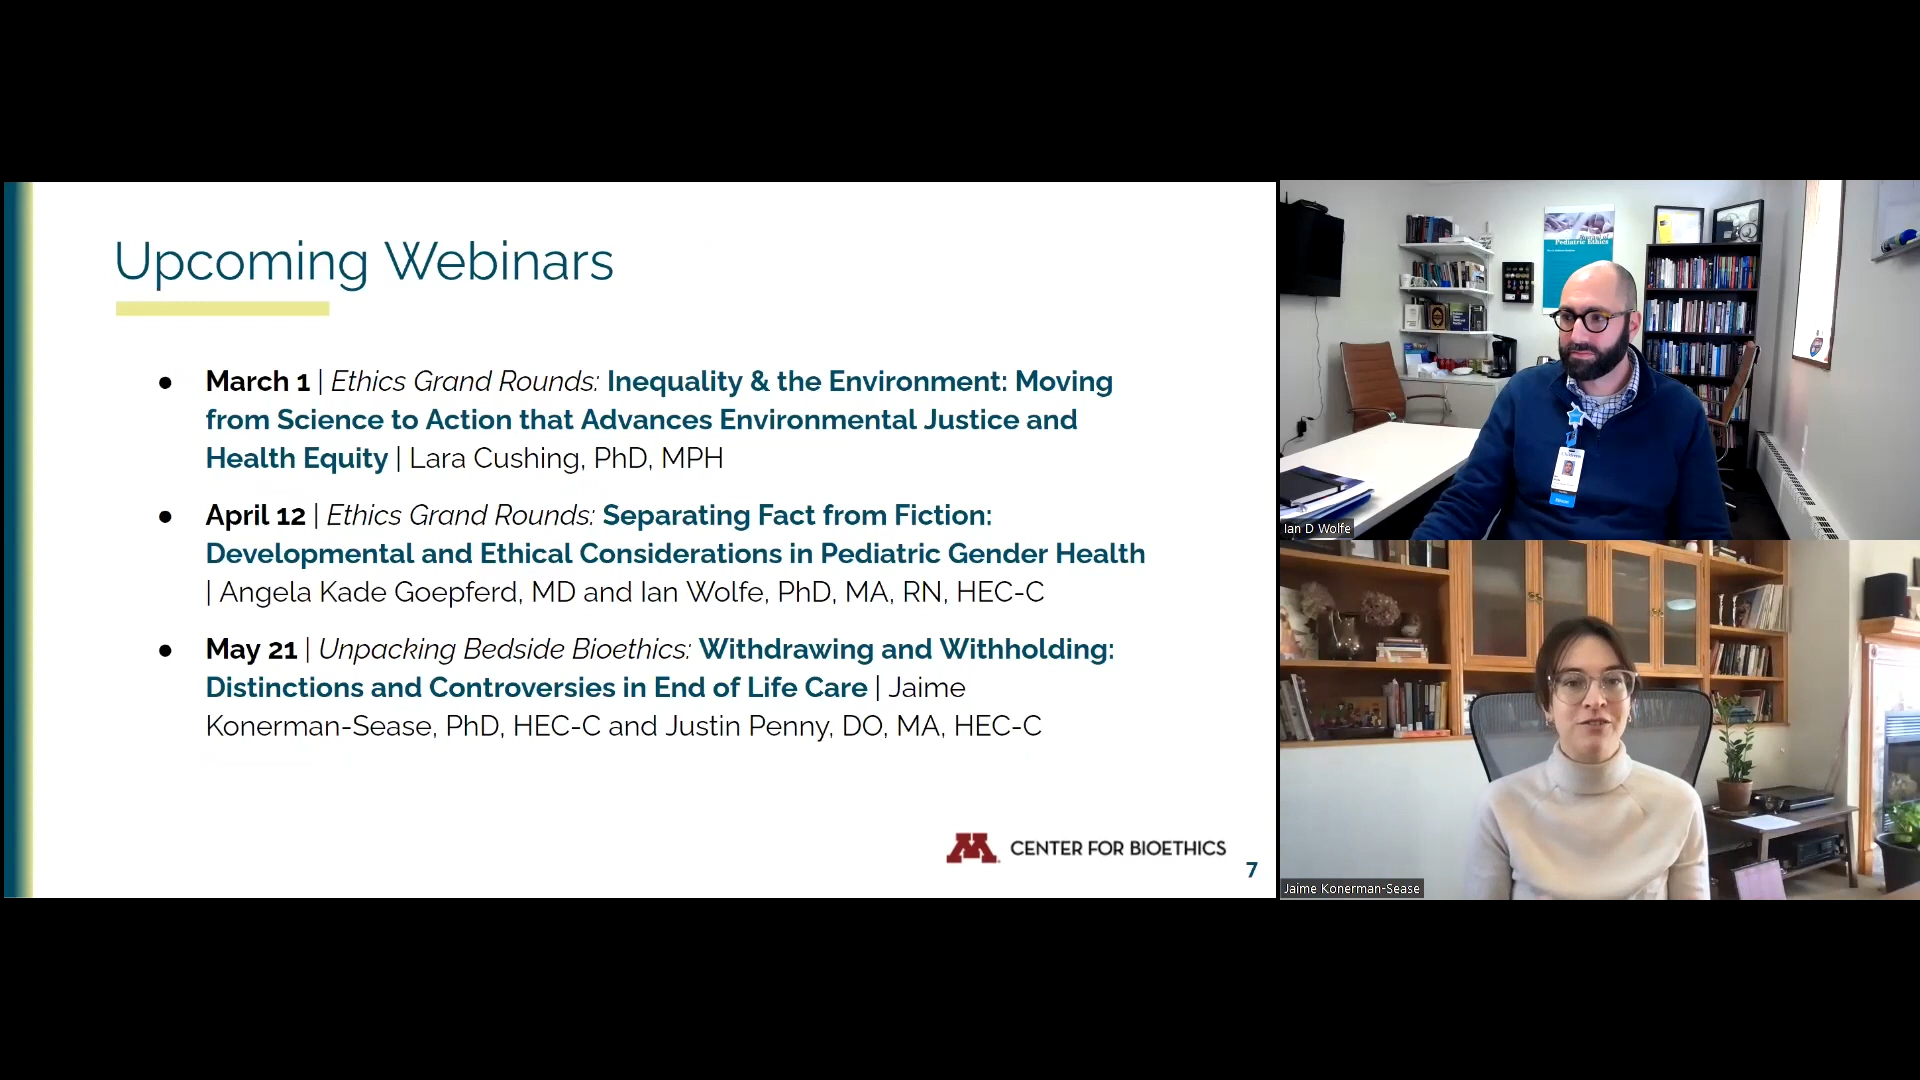 Upcoming Webinars
● March 1 | Ethics Grand Rounds: Inequality & the Environment: Moving
from Science to Action that Advances Environmental Justice and
Health Equity | Lara Cushing, PhD, MPH
● April 12 | Ethics Grand Rounds: Separating Fact from Fiction:
Developmental and Ethical Considerations in Pediatric Gender Health
| Angela Kade Goepferd, MD and Ian Wolfe, PhD, MA, RN, HEC-C
● May 21 | Unpacking Bedside Bioethics: Withdrawing and Withholding:
Distinctions and Controversies in End of Life Care | Jaime
Konerman-Sease, PhD, HEC-C and Justin Penny, DO, MA, HEC-C
M CENTER FOR BIOETHICS
7
Pediatric Ethics
Ian D Wolfe
Jaime Konerman-Sease